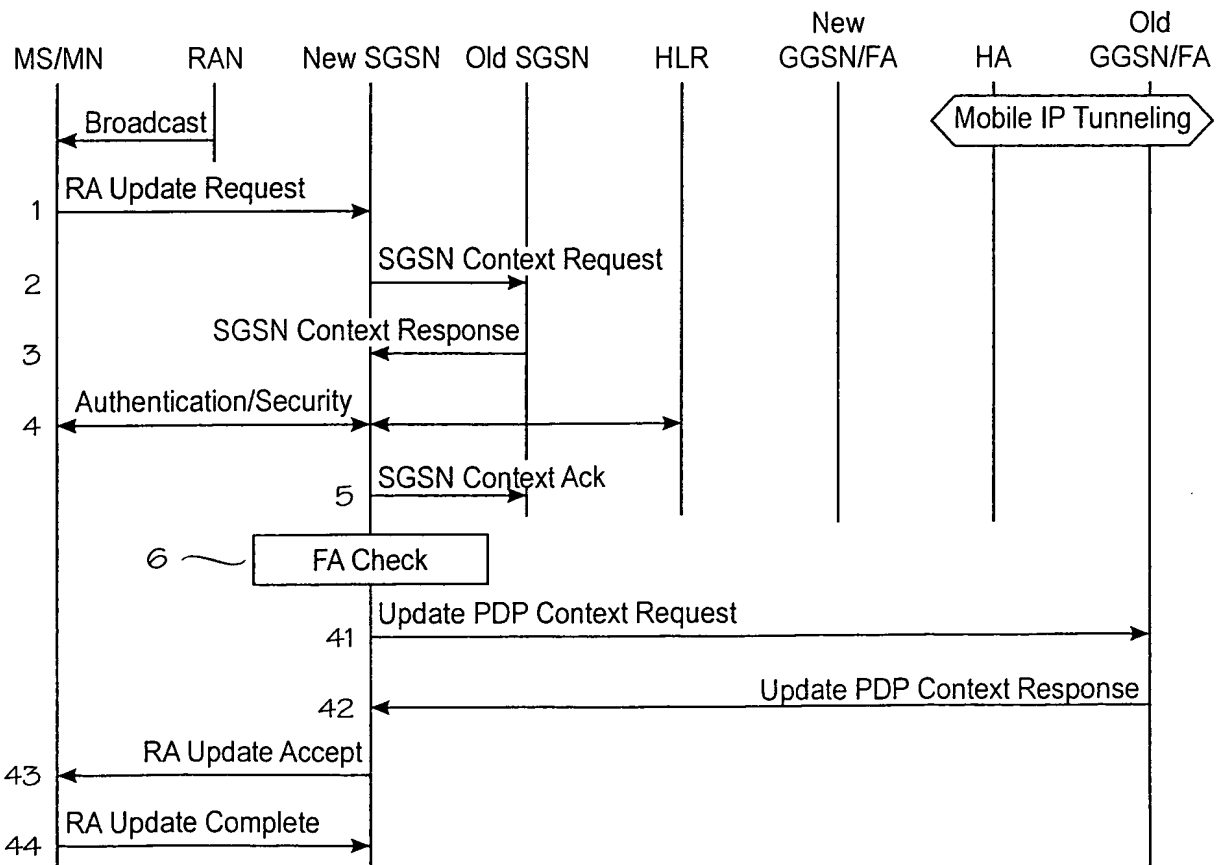 New
Old
MS/MN RAN New SGSN Old SGSN HLR GGSN/FA HA GGSN/FA
Mobile IP Tunneling
Broadcast
RA Update Request
1
SGSN Context Request
2
SGSN Context Response
3
Authentication/Security
4
SGSN Context Ack
5
6 FA Check
Update PDP Context Request
41
Update PDP Context Response
42
RA Update Accept
43
RA Update Complete
44